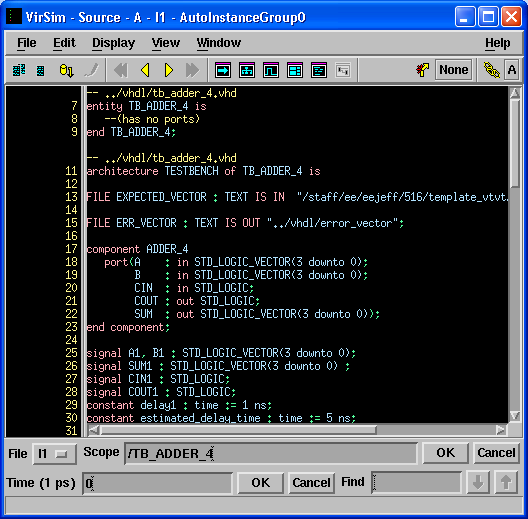 VirSim - Source - A - I1 - AutoInstanceGroup0
File Edit Display View Window Help
None A
-- ../vhdl/tb_adder_4.vhd
7 entity TB_ADDER_4 is
8 --(has no ports)
9 end TB_ADDER_4;
-- ../vhdl/tb_adder_4.vhd
11 architecture TESTBENCH of TB_ADDER_4 is
12
13 FILE EXPECTED_VECTOR : TEXT IS IN "/staff/ee/eejeff/516/template_vtvt.
14
15 FILE ERR_VECTOR : TEXT IS OUT "../vhdl/error_vector";
16
17 component ADDER_4
18 port(A : in STD_LOGIC_VECTOR(3 downto 0);
19 B : in STD_LOGIC_VECTOR(3 downto 0);
20 CIN : in STD_LOGIC;
21 COUT : out STD_LOGIC;
22 SUM : out STD_LOGIC_VECTOR(3 downto 0));
23 end component;
24
25 signal A1, B1 : STD_LOGIC_VECTOR(3 downto 0);
26 signal SUM1 : STD_LOGIC_VECTOR(3 downto 0) ;
27 signal CIN1 : STD_LOGIC;
28 signal COUT1 : STD_LOGIC;
29 constant delay1 : time := 1 ns;
30 constant estimated_delay_time : time := 5 ns;
31
File I1 Scope /TB_ADDER_4 OK Cancel
Time (1 ps) 0 OK Cancel Find